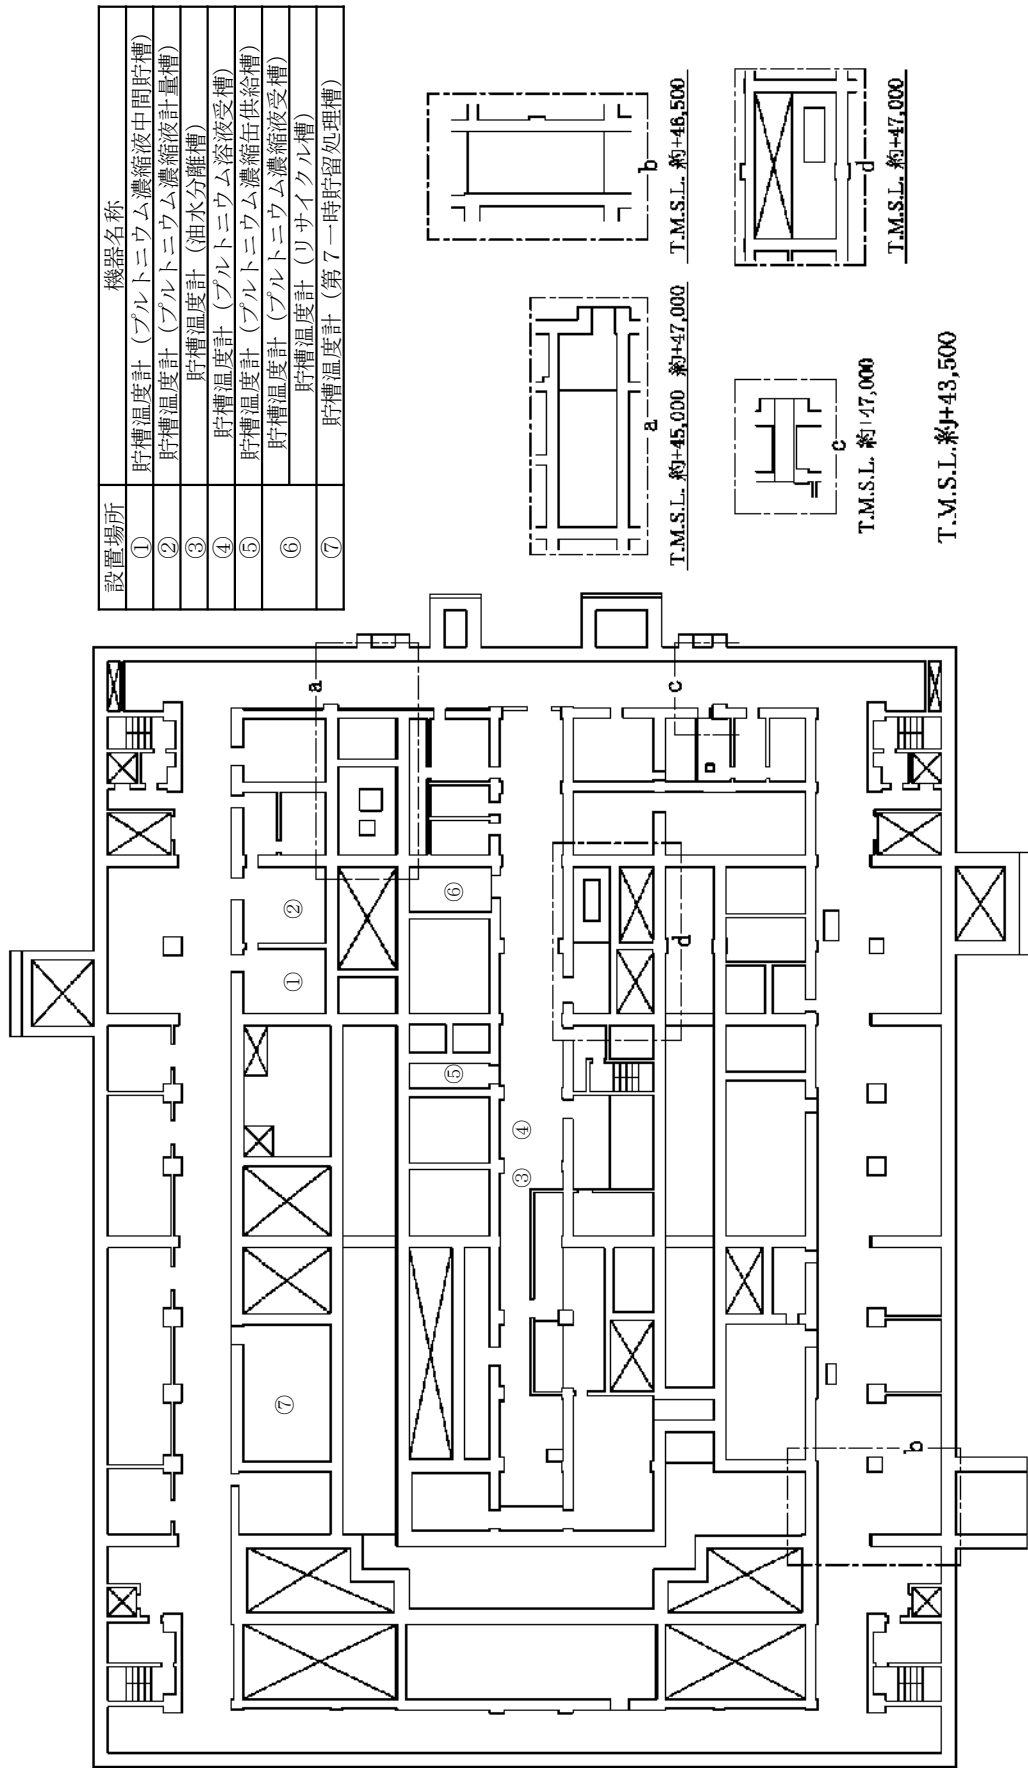 設置場所 機器名称
① 貯槽温度計(プルトニウム濃縮液中間貯槽)
② 貯槽温度計(プルトニウム濃縮液計量槽)
③ 貯槽温度計(油水分離槽)
④ 貯槽温度計(プルトニウム溶液受槽)
⑤ 貯槽温度計(プルトニウム濃縮缶供給槽)
⑥ 貯槽温度計(プルトニウム濃縮液受槽)
貯槽温度計(リサイクル槽)
⑦ 貯槽温度計(第7一時貯留処理槽)
a
T.M.S.L. 約+45,000 約+47,000
b
T.M.S.L. 約+46,500
c
T.M.S.L. 約+47,000
d
T.M.S.L. 約+47,000
T.M.S.L.約+43,500
a
c
②
①
⑥
d
⑤
④
③
⑦
b